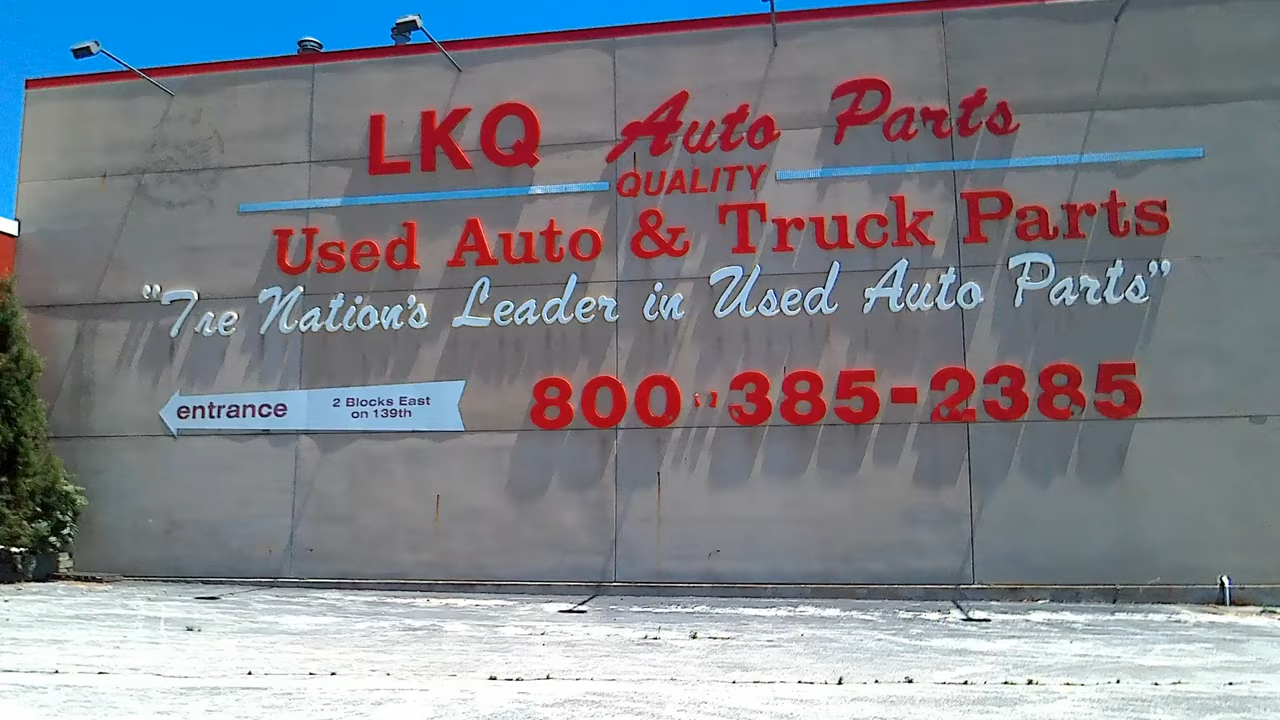 LKQ Auto Parts
QUALITY
Used Auto & Truck Parts
"Tre Nation's Leader in Used Auto Parts"
entrance 2 Blocks East
on 139th
800-385-2385